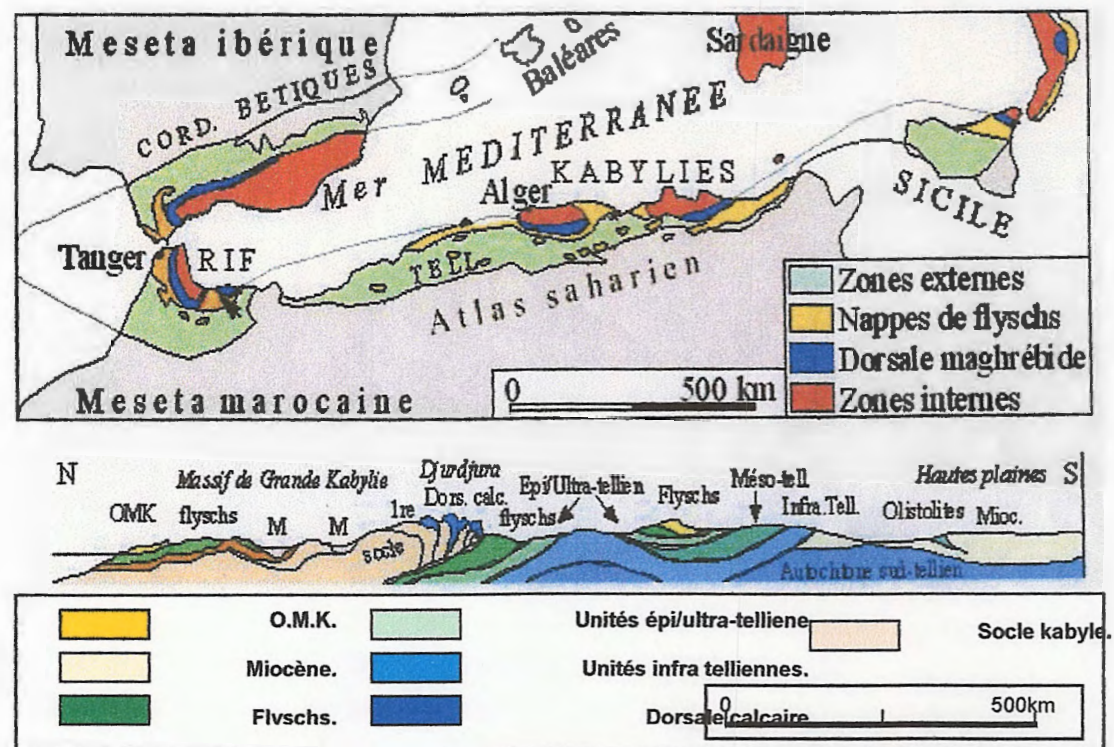 Meseta ibérique
CORD. BETIQUES
Baléares
Sardaigne
Mer MEDITERRANEE
Alger KABYLIES
SICILE
Tanger RIF
TELL
Atlas saharien
Meseta marocaine
0 500 km
Zones externes
Nappes de flyschs
Dorsale maghrébide
Zones internes
N Massif de Grande Kabylie Djurdjura Epi/Ultra-tellien Flyschs Méso-tell. Hautes plaines S
OMK flyschs M M 1re Dors. calc. flyschs Infra.Tell. Olistolites Mioc.
socle
Autochtone sud-tellien
O.M.K. Unités épi/ultra-telliene Socle kabyle.
Miocène. Unités infra telliennes.
Flvschs. Dorsale calcaire
0 500km